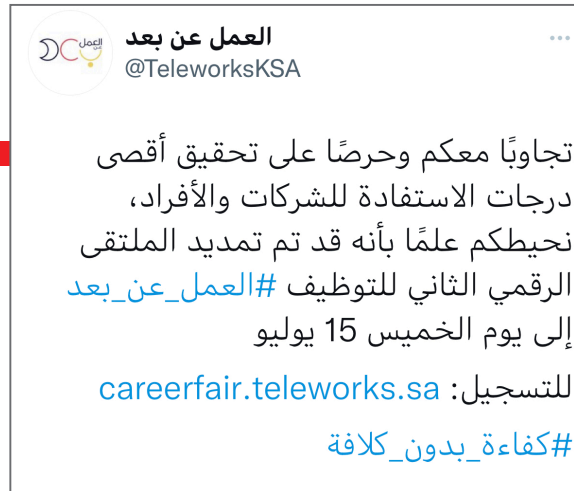 العمل عن بعد
@TeleworksKSA
تجاوبًا معكم وحرصًا على تحقيق أقصى
درجات الاستفادة للشركات والأفراد،
نحيطكم علمًا بأنه قد تم تمديد الملتقى
الرقمي الثاني للتوظيف #العمل_عن_بعد
إلى يوم الخميس 15 يوليو
للتسجيل: careerfair.teleworks.sa
#كفاءة_بدون_كلافة